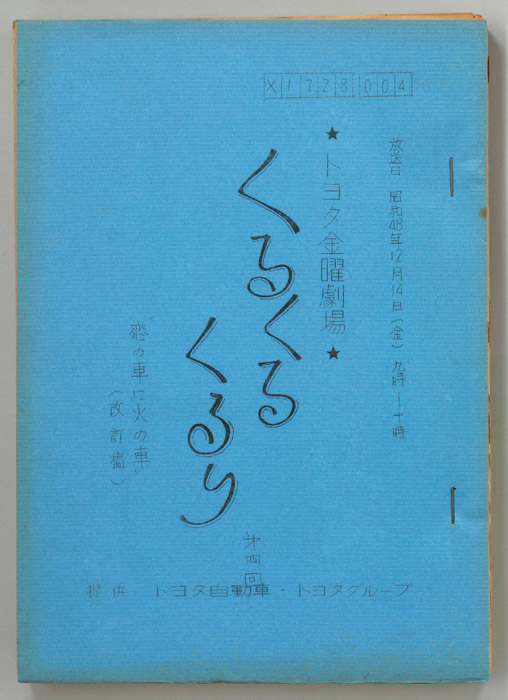 X1728004
放送日 昭和48年12月14日(金)九時〜十時
★トヨタ金曜劇場★
くるくる
くるり
第四回
"恋の車に火の車"
(改訂稿)
提供 トヨタ自動車・トヨタグループ